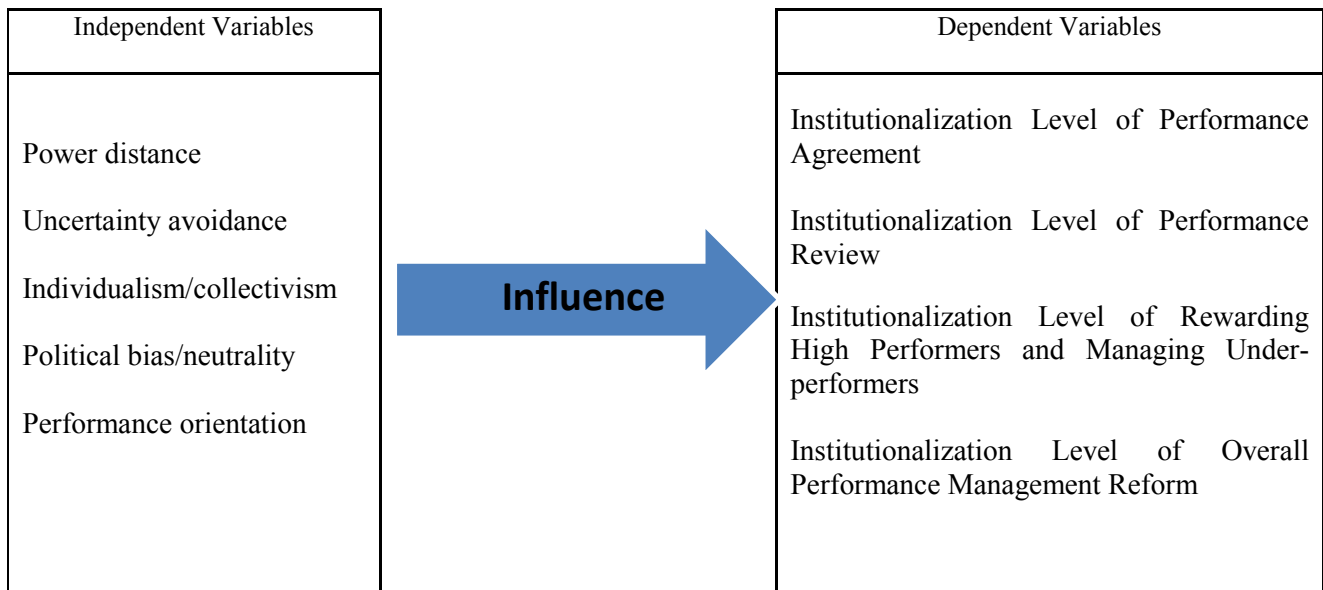 Independent Variables
Power distance
Uncertainty avoidance
Individualism/collectivism
Political bias/neutrality
Performance orientation
Influence
Dependent Variables
Institutionalization Level of Performance
Agreement
Institutionalization Level of Performance
Review
Institutionalization Level of Rewarding
High Performers and Managing Under-
performers
Institutionalization Level of Overall
Performance Management Reform